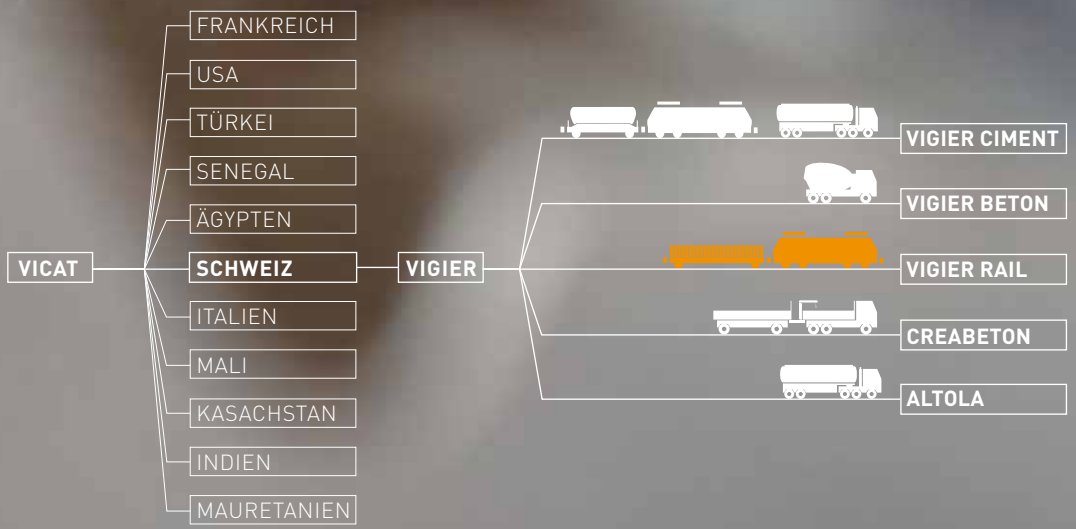 VICAT
FRANKREICH
USA
TÜRKEI
SENEGAL
ÄGYPTEN
SCHWEIZ
ITALIEN
MALI
KASACHSTAN
INDIEN
MAURETANIEN
VIGIER
VIGIER CIMENT
VIGIER BETON
VIGIER RAIL
CREABETON
ALTOLA